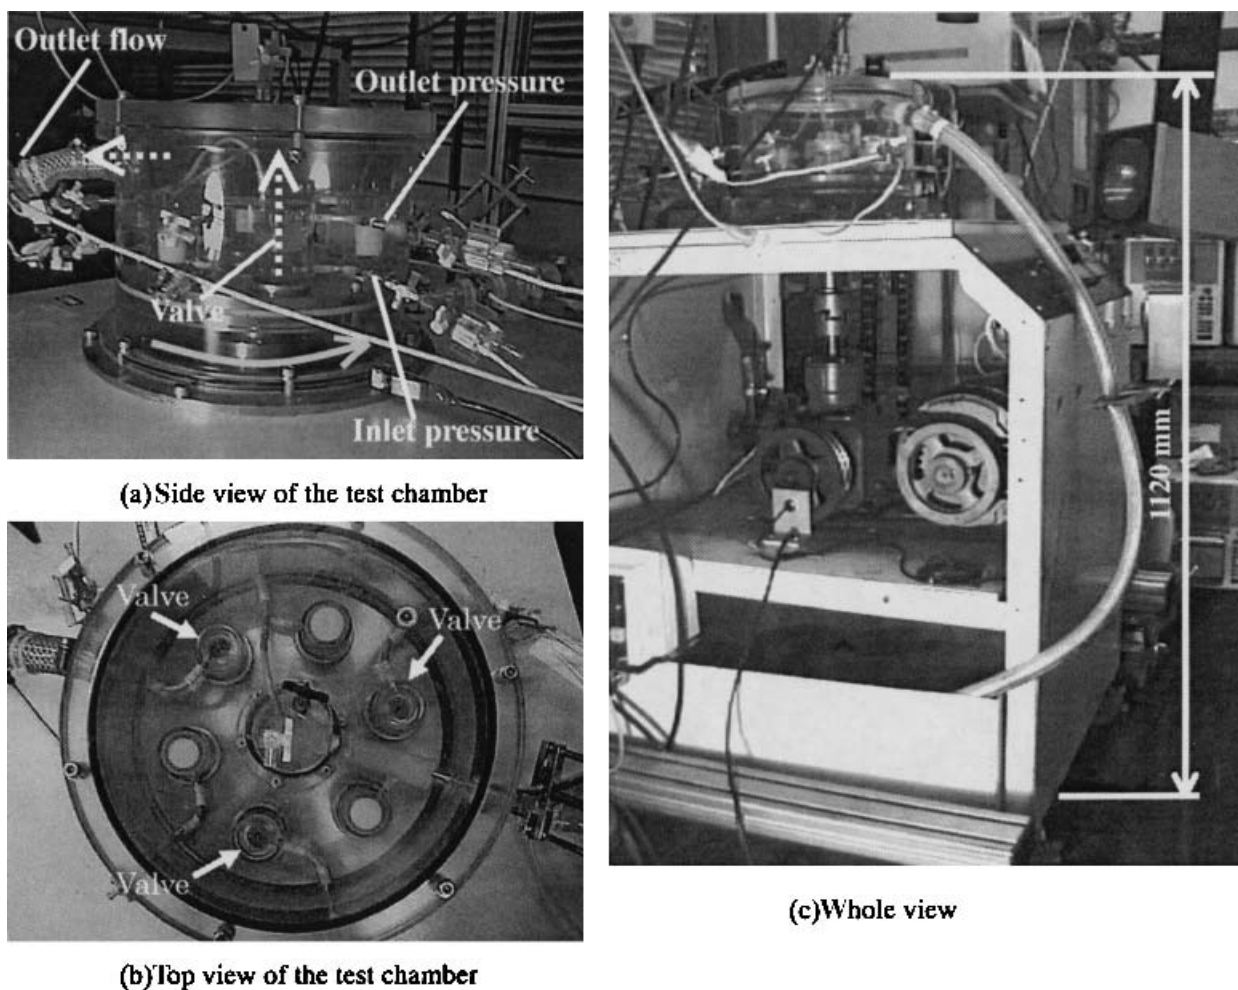 Outlet flow
Outlet pressure
Valve
Inlet pressure
(a)Side view of the test chamber
Valve
Valve
Valve
(b)Top view of the test chamber
1120 mm
(c)Whole view